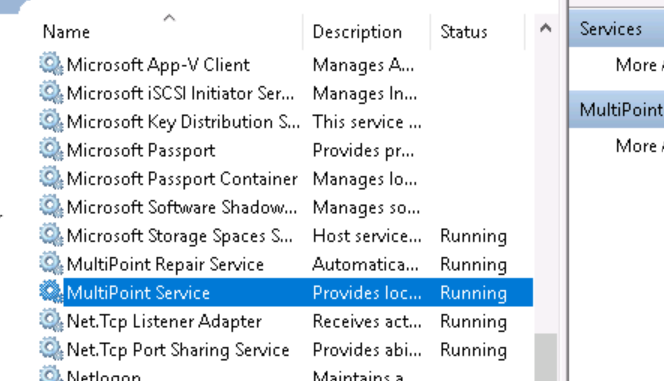 Name Description Status
Microsoft App-V Client Manages A...
Microsoft iSCSI Initiator Ser... Manages In...
Microsoft Key Distribution S... This service ...
Microsoft Passport Provides pr...
Microsoft Passport Container Manages lo...
Microsoft Software Shadow... Manages so...
Microsoft Storage Spaces S... Host service... Running
MultiPoint Repair Service Automatica... Running
MultiPoint Service Provides loc... Running
Net.Tcp Listener Adapter Receives act... Running
Net.Tcp Port Sharing Service Provides abi... Running
Netlogon Maintains a
Services
More
MultiPoint
More